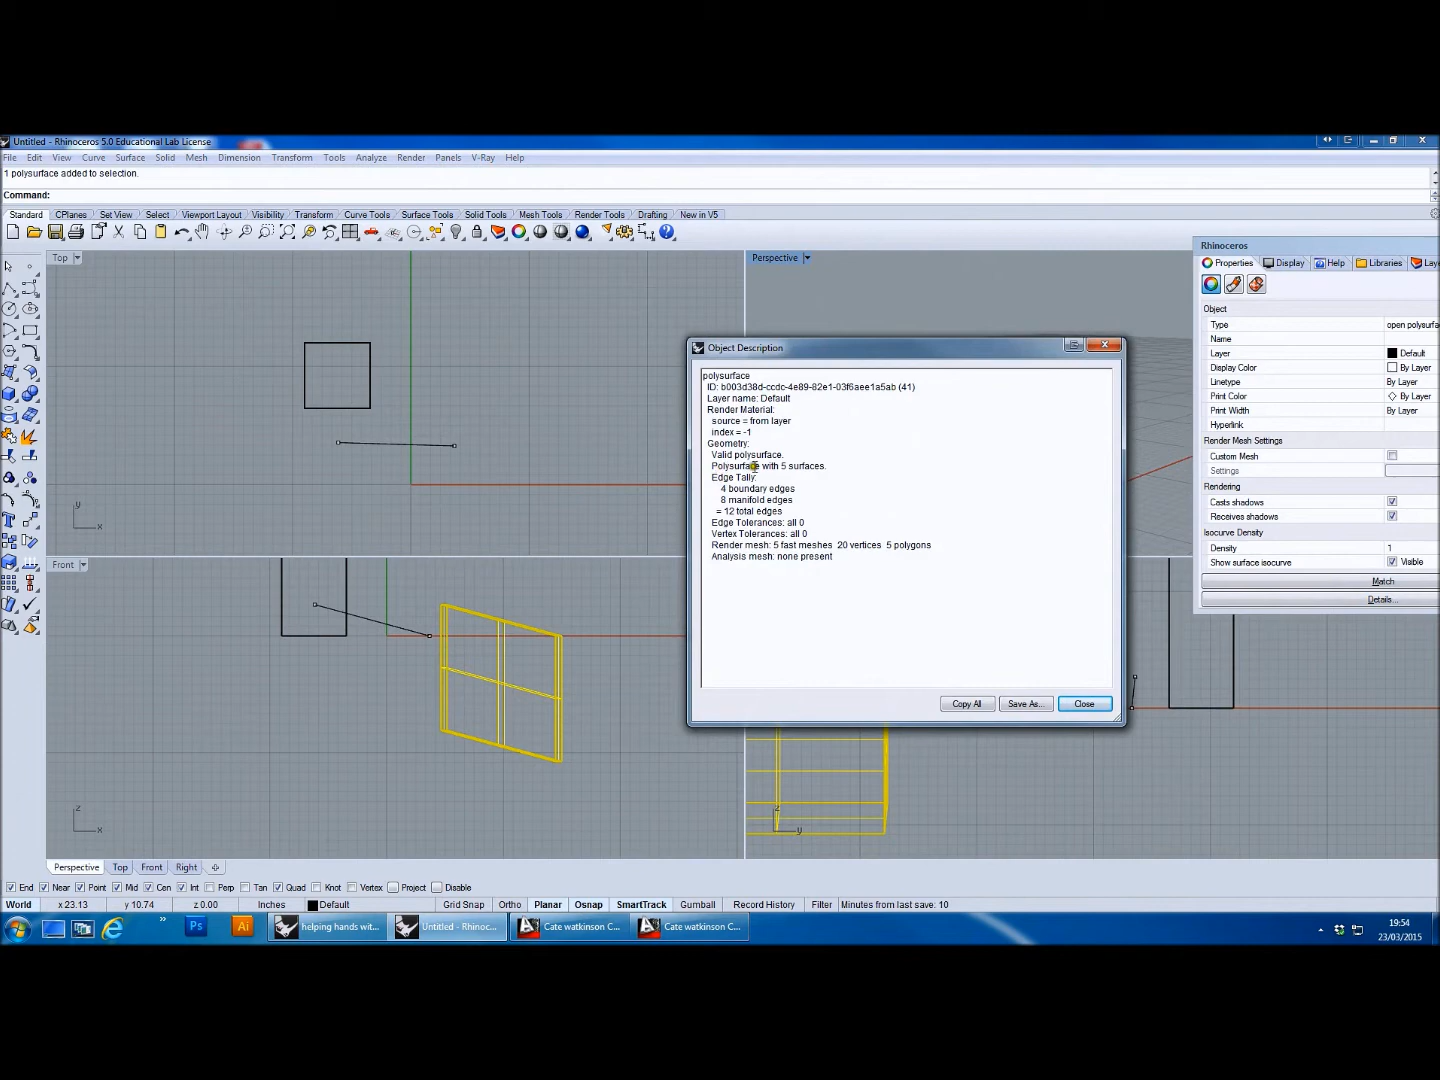 Untitled - Rhinoceros 5.0 Educational Lab License
File Edit View Curve Surface Solid Mesh Dimension Transform Tools Analyze Render Panels V-Ray Help
1 polysurface added to selection.
Command:
Standard CPlanes Set View Select Viewport Layout Visibility Transform Curve Tools Surface Tools Solid Tools Mesh Tools Render Tools Drafting New in V5
Top
Perspective
Rhinoceros
Properties Display Help Libraries Laye
Object
Type open polysurfa
Name
Layer Default
Display Color By Layer
Linetype By Layer
Print Color By Layer
Print Width By Layer
Hyperlink
Render Mesh Settings
Custom Mesh
Settings
Rendering
Casts shadows
Receives shadows
Isocurve Density
Density 1
Show surface isocurve Visible
Match
Details...
Object Description
polysurface
ID: b003d38d-ccdc-4e89-82e1-03f6aee1a5ab (41)
Layer name: Default
Render Material:
source = from layer
index = -1
Geometry:
Valid polysurface.
Polysurface with 5 surfaces.
Edge Tally:
4 boundary edges
8 manifold edges
= 12 total edges
Edge Tolerances: all 0
Vertex Tolerances: all 0
Render mesh: 5 fast meshes 20 vertices 5 polygons
Analysis mesh: none present
Copy All Save As... Close
y
x
Front
z
x
z
y
Perspective Top Front Right
End Near Point Mid Cen Int Perp Tan Quad Knot Vertex Project Disable
World x 23.13 y 10.74 z 0.00 Inches Default Grid Snap Ortho Planar Osnap SmartTrack Gumball Record History Filter Minutes from last save: 10
Ps Ai helping hands wit... Untitled - Rhinoc... Cate watkinson C... Cate watkinson C...
19:54
23/03/2015